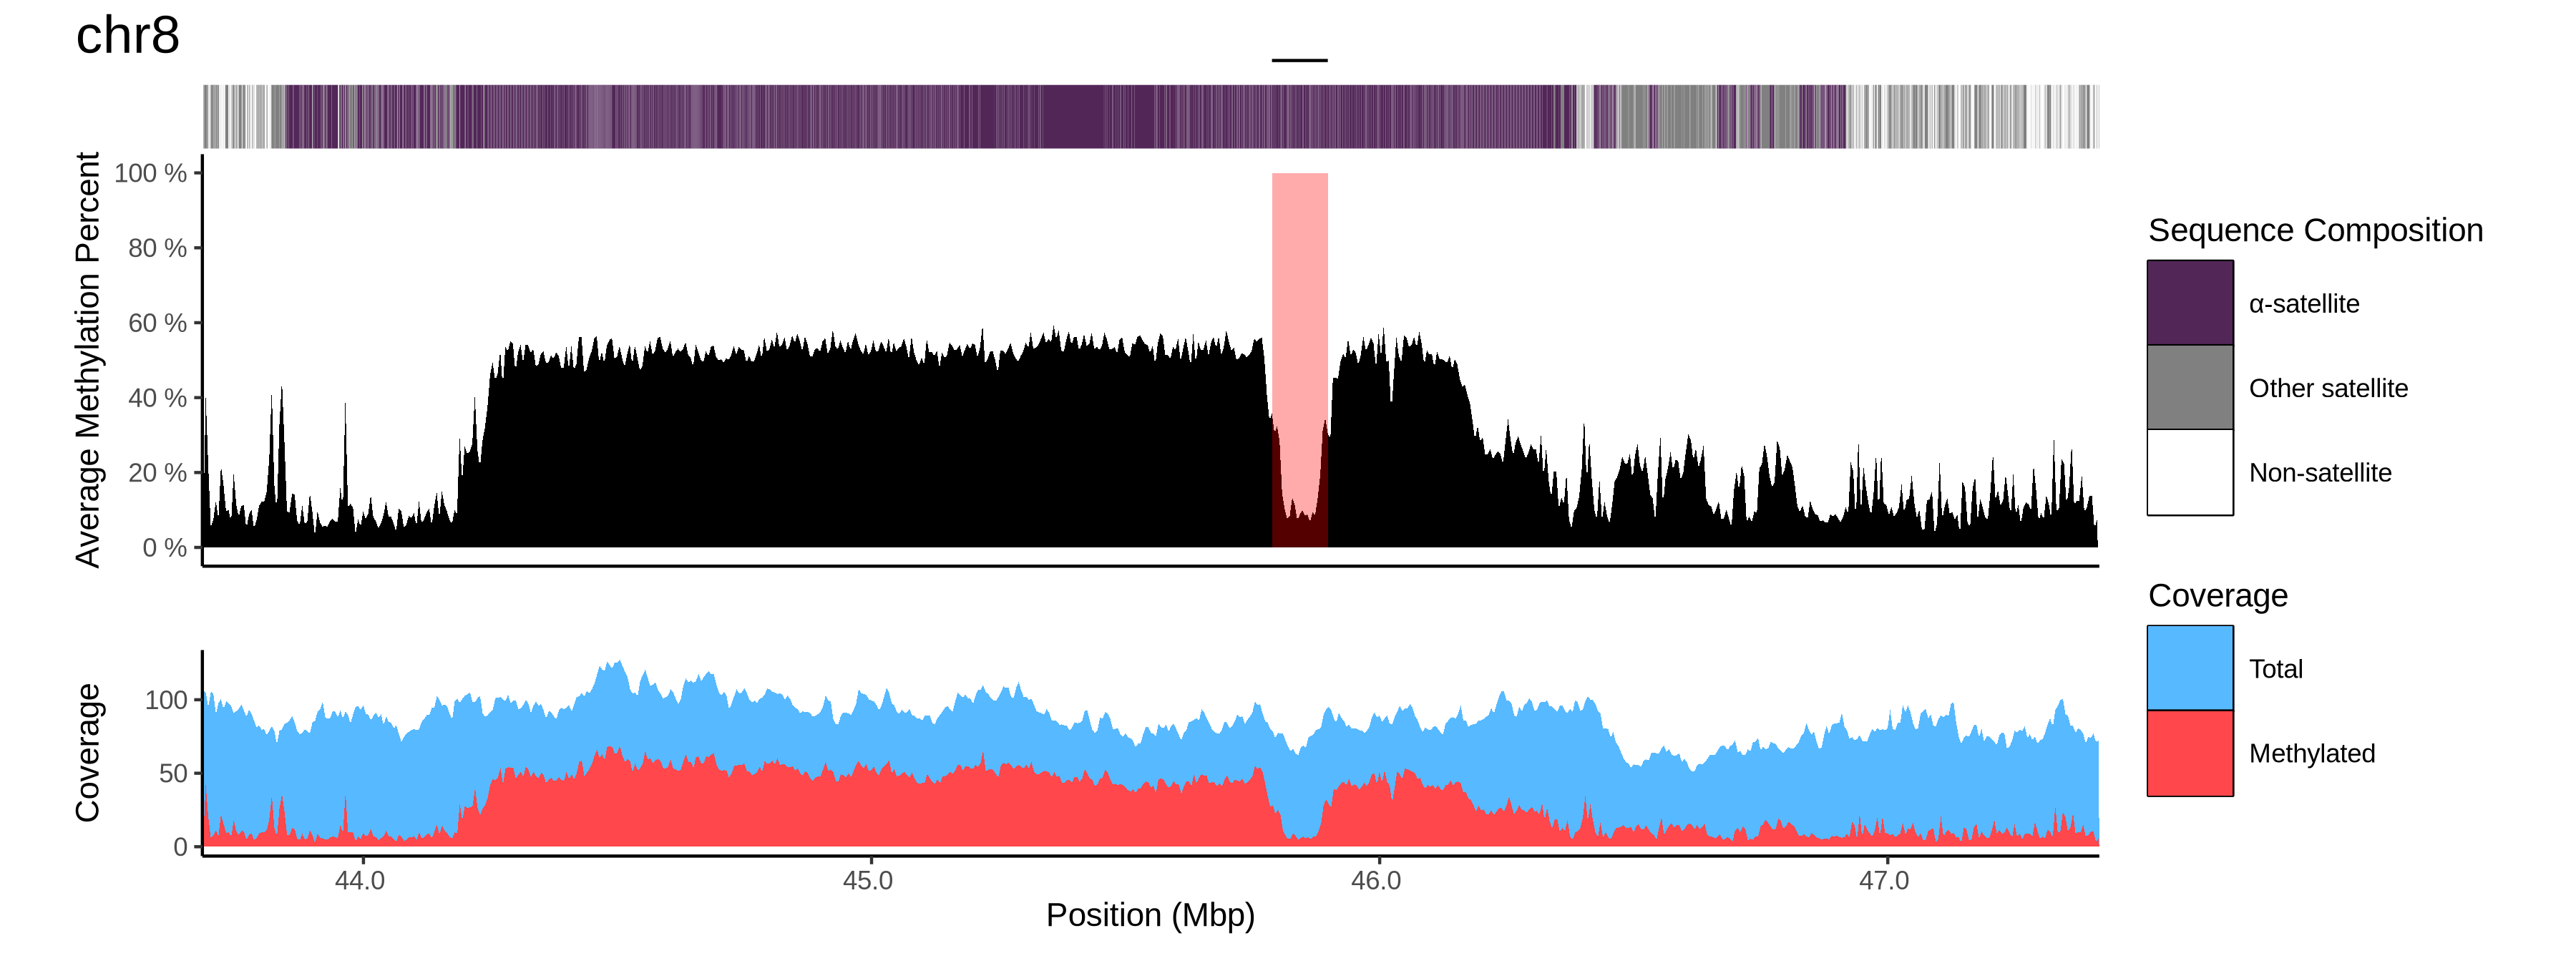 chr8
Average Methylation Percent
100 %
80 %
60 %
40 %
20 %
0 %
Coverage
100
50
0
44.0
45.0
46.0
47.0
Position (Mbp)
Sequence Composition
α-satellite
Other satellite
Non-satellite
Coverage
Total
Methylated